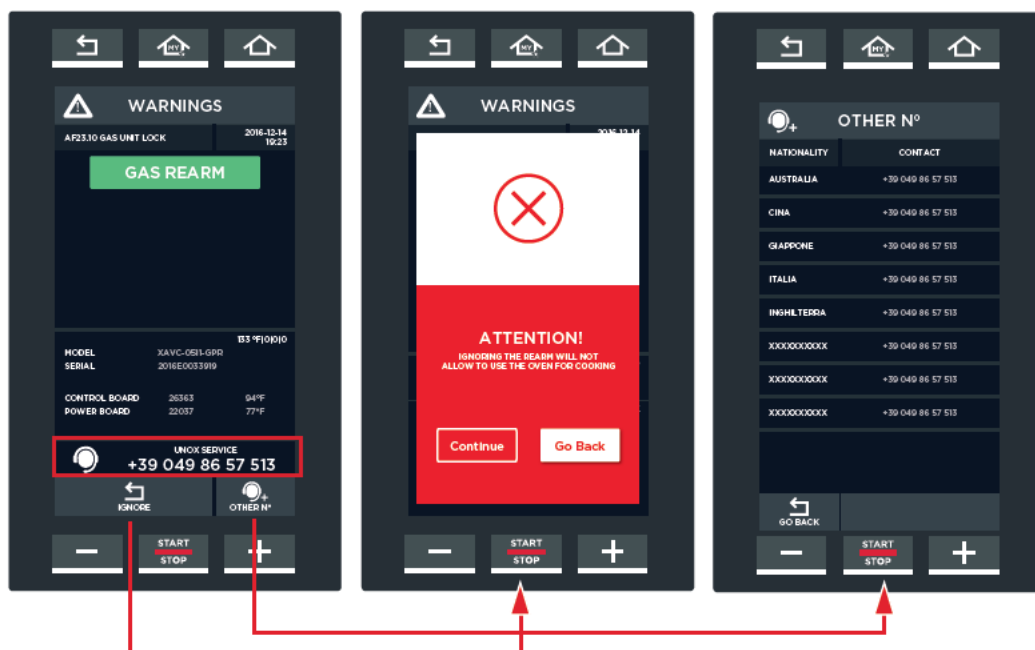 MY
WARNINGS
AF23.10 GAS UNIT LOCK
2016-12-14
19:23
GAS REARM
133 °F|0|0|0
MODEL XAVC-0511-GPR
SERIAL 2016E0033919
CONTROL BOARD 26363 94°F
POWER BOARD 22037 77°F
UNOX SERVICE
+39 049 86 57 513
IGNORE
OTHER N°
START
STOP
MY
WARNINGS
2016-12-14
ATTENTION!
IGNORING THE REARM WILL NOT
ALLOW TO USE THE OVEN FOR COOKING
Continue
Go Back
START
STOP
MY
OTHER N°
NATIONALITY CONTACT
AUSTRALIA +39 049 86 57 513
CINA +39 049 86 57 513
GIAPPONE +39 049 86 57 513
ITALIA +39 049 86 57 513
INGHILTERRA +39 049 86 57 513
XXXXXXXXXX +39 049 86 57 513
XXXXXXXXXX +39 049 86 57 513
XXXXXXXXXX +39 049 86 57 513
GO BACK
START
STOP